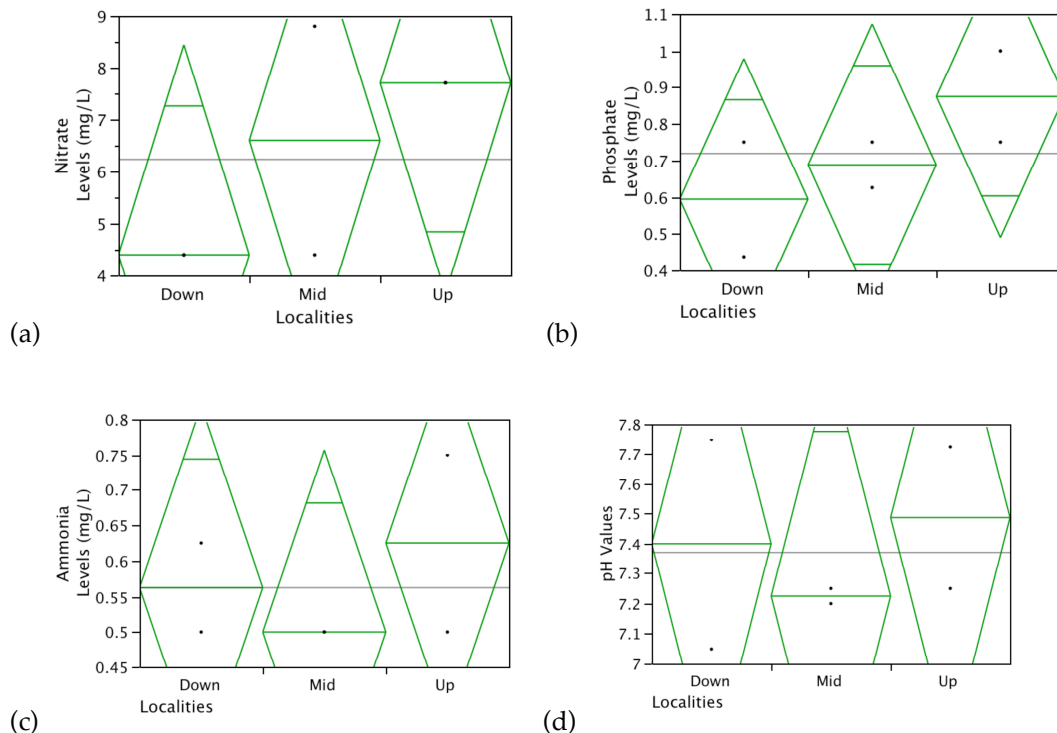 9
8
7
6
5
4
Nitrate
Levels (mg/L)
Down Mid Up
Localities
(a)
1.1
1
0.9
0.8
0.7
0.6
0.5
0.4
Phosphate
Levels (mg/L)
Down Mid Up
Localities
(b)
0.8
0.75
0.7
0.65
0.6
0.55
0.5
0.45
Ammonia
Levels (mg/L)
Down Mid Up
Localities
(c)
7.8
7.7
7.6
7.5
7.4
7.3
7.2
7.1
7
pH Values
Down Mid Up
Localities
(d)